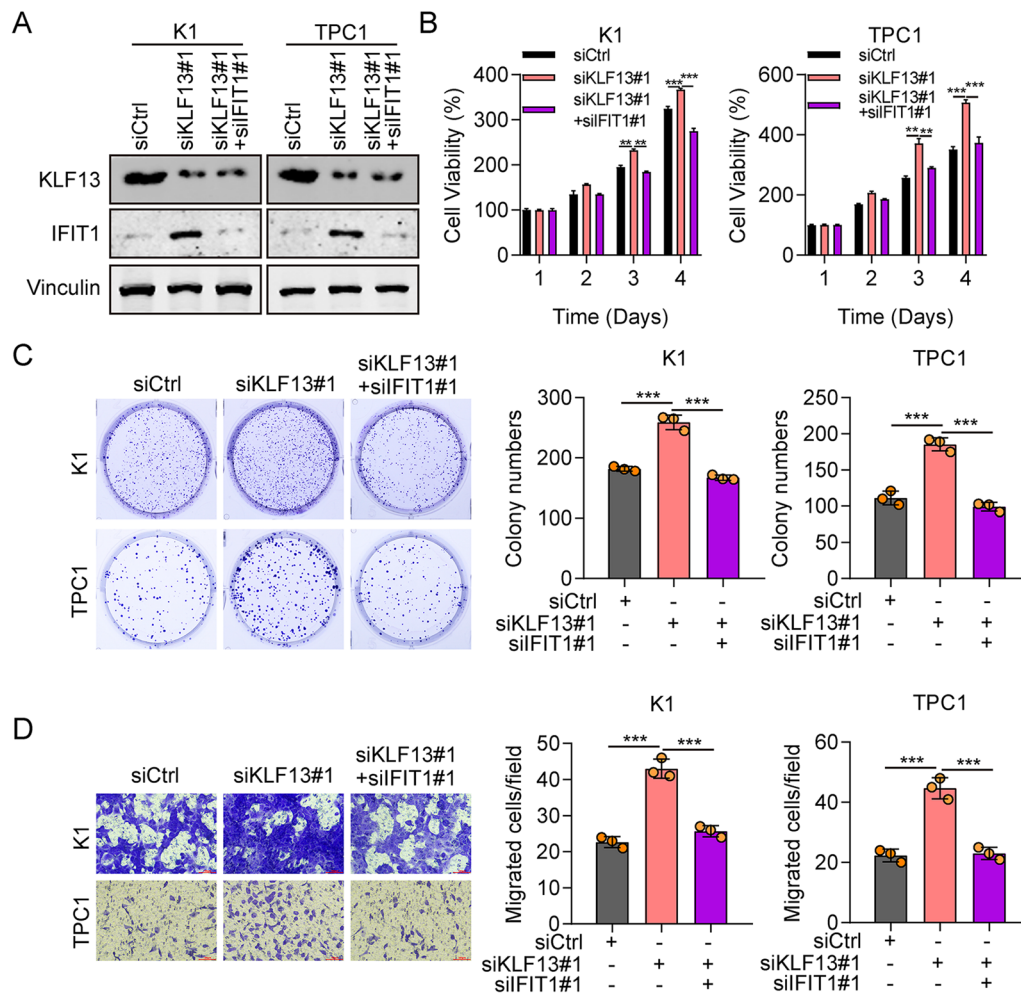 A
K1
TPC1
siCtrl
siKLF13#1
siKLF13#1
+siIFIT1#1
siCtrl
siKLF13#1
siKLF13#1
+siIFIT1#1
KLF13
IFIT1
Vinculin
B
K1
siCtrl
siKLF13#1
siKLF13#1
+siIFIT1#1
Cell Viability (%)
400
300
200
100
0
** **
*** ***
1 2 3 4
Time (Days)
TPC1
siCtrl
siKLF13#1
siKLF13#1
+siIFIT1#1
Cell Viability (%)
600
400
200
0
** **
*** ***
1 2 3 4
Time (Days)
C
siCtrl
siKLF13#1
siKLF13#1
+siIFIT1#1
K1
TPC1
K1
Colony numbers
300
200
100
0
*** ***
siCtrl + - -
siKLF13#1 - + +
siIFIT1#1 - - +
TPC1
Colony numbers
250
200
150
100
50
0
*** ***
siCtrl + - -
siKLF13#1 - + +
siIFIT1#1 - - +
D
siCtrl
siKLF13#1
siKLF13#1
+siIFIT1#1
K1
TPC1
K1
Migrated cells/field
50
40
30
20
10
0
*** ***
siCtrl + - -
siKLF13#1 - + +
siIFIT1#1 - - +
TPC1
Migrated cells/field
60
40
20
0
*** ***
siCtrl + - -
siKLF13#1 - + +
siIFIT1#1 - - +